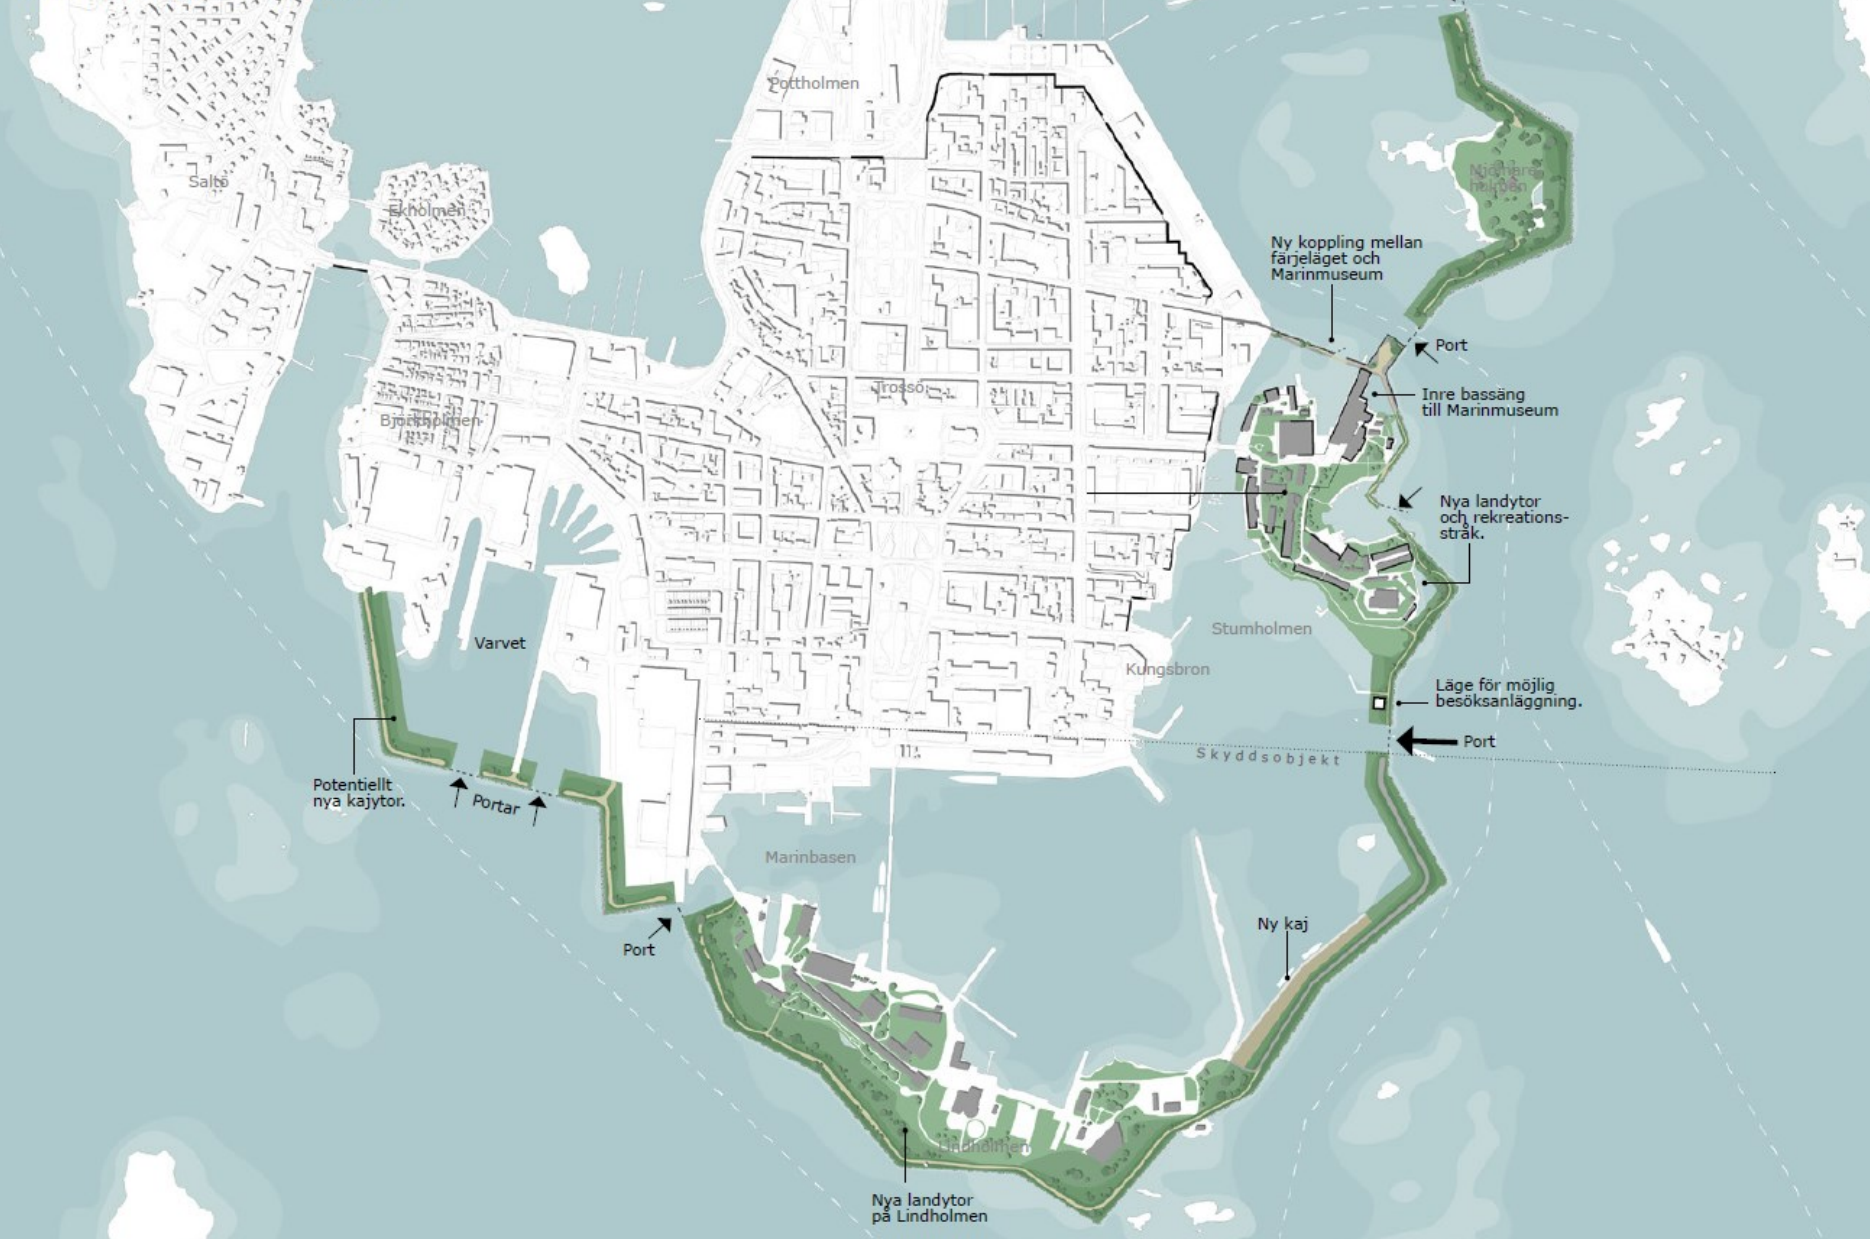 Pottholmen
Saltö
Ekholmen
Ny koppling mellan
färjeläget och
Marinmuseum
Port
Inre bassäng
till Marinmuseum
Trossö
Björkholmen
Nya landytor
och rekreations-
stråk.
Stumholmen
Varvet
Kungsbron
Läge för möjlig
besöksanläggning.
Port
Skyddsobjekt
Potentiellt
nya kajytor.
Portar
Marinbasen
Port
Ny kaj
Lindholmen
Nya landytor
på Lindholmen